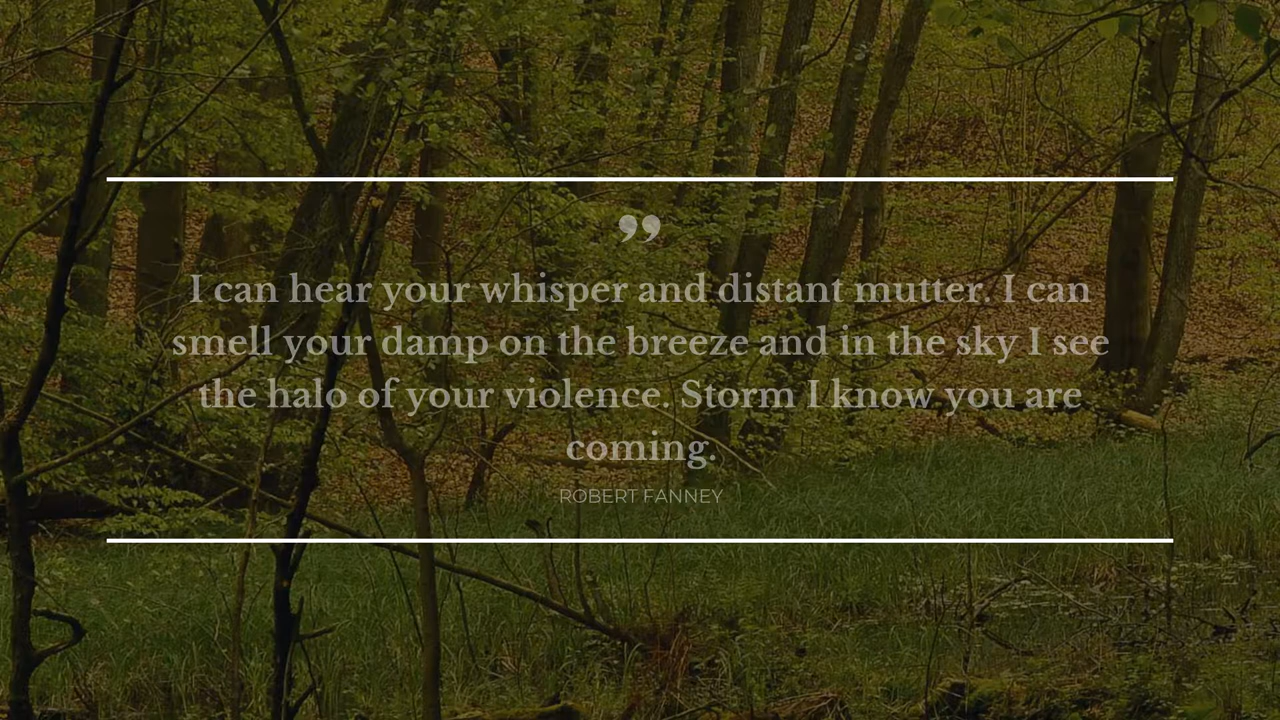 ”
I can hear your whisper and distant mutter. I can
smell your damp on the breeze and in the sky I see
the halo of your violence. Storm I know you are
coming.
ROBERT FANNEY